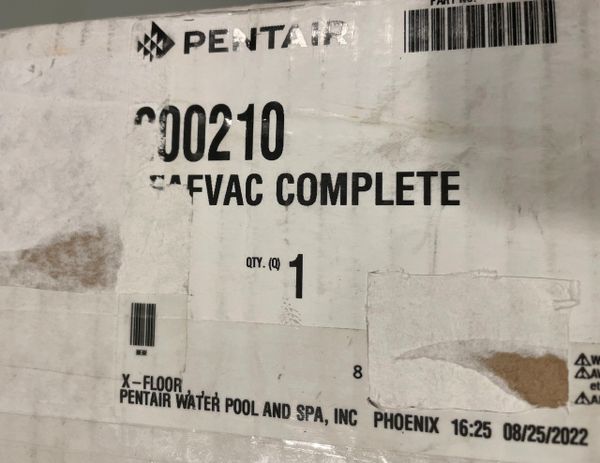 PENTAIR
00210
EAFVAC COMPLETE
QTY. (Q) 1
8
X-FLOOR
PENTAIR WATER POOL AND SPA, INC PHOENIX 16:25 08/25/2022